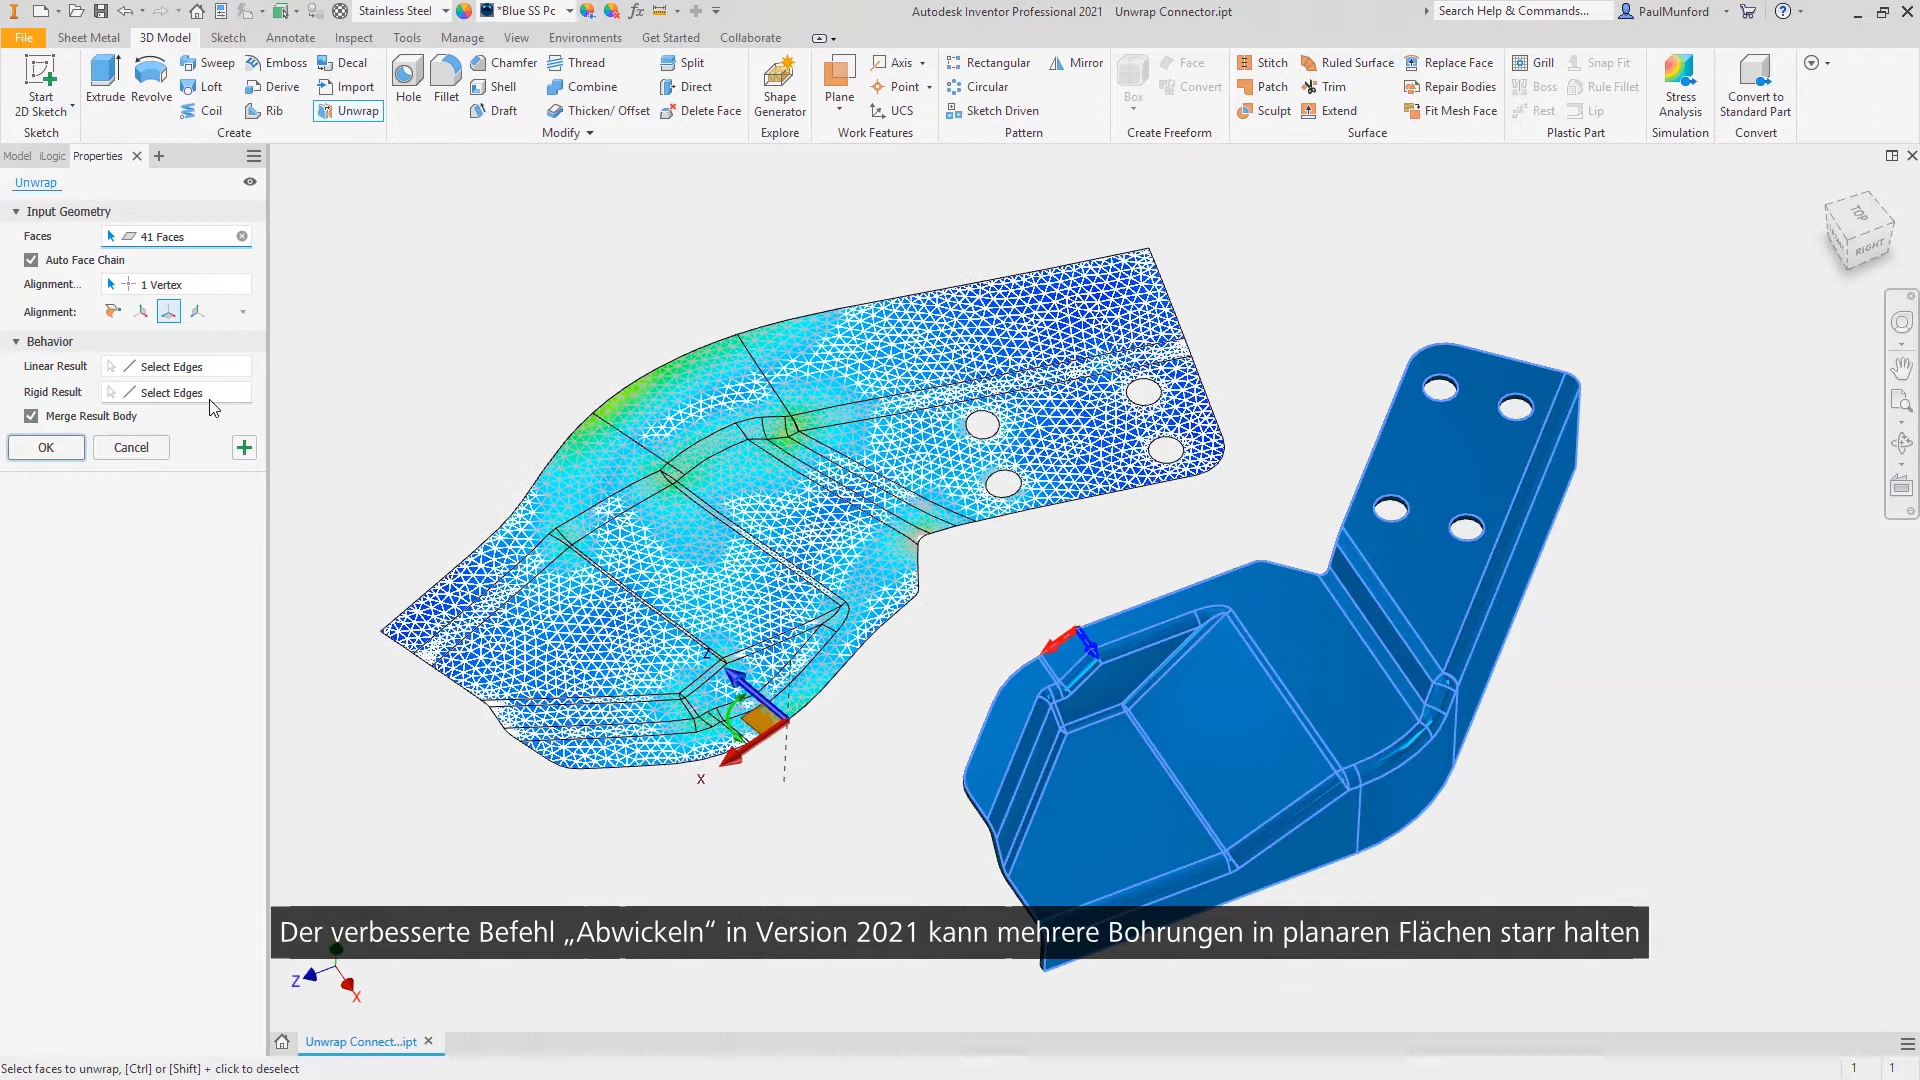 Stainless Steel
*Blue SS Pc
Autodesk Inventor Professional 2021 Unwrap Connector.ipt
Search Help & Commands...
PaulMunford
File Sheet Metal 3D Model Sketch Annotate Inspect Tools Manage View Environments Get Started Collaborate
Start
2D Sketch
Sketch
Extrude
Revolve
Sweep
Loft
Coil
Emboss
Derive
Rib
Decal
Import
Unwrap
Create
Hole
Fillet
Chamfer
Shell
Draft
Thread
Combine
Thicken/ Offset
Split
Direct
Delete Face
Modify
Shape
Generator
Explore
Plane
Axis
Point
UCS
Work Features
Rectangular
Circular
Sketch Driven
Mirror
Pattern
Box
Face
Convert
Create Freeform
Stitch
Patch
Sculpt
Ruled Surface
Trim
Extend
Replace Face
Repair Bodies
Fit Mesh Face
Surface
Grill
Boss
Rest
Snap Fit
Rule Fillet
Lip
Plastic Part
Stress
Analysis
Simulation
Convert to
Standard Part
Convert
Model iLogic Properties
Unwrap
Input Geometry
Faces 41 Faces
Auto Face Chain
Alignment... 1 Vertex
Alignment:
Behavior
Linear Result Select Edges
Rigid Result Select Edges
Merge Result Body
OK Cancel
TOP
RIGHT
Z
X
Der verbesserte Befehl „Abwickeln“ in Version 2021 kann mehrere Bohrungen in planaren Flächen starr halten
Z
X
Unwrap Connect...ipt
Select faces to unwrap, [Ctrl] or [Shift] + click to deselect
1 1